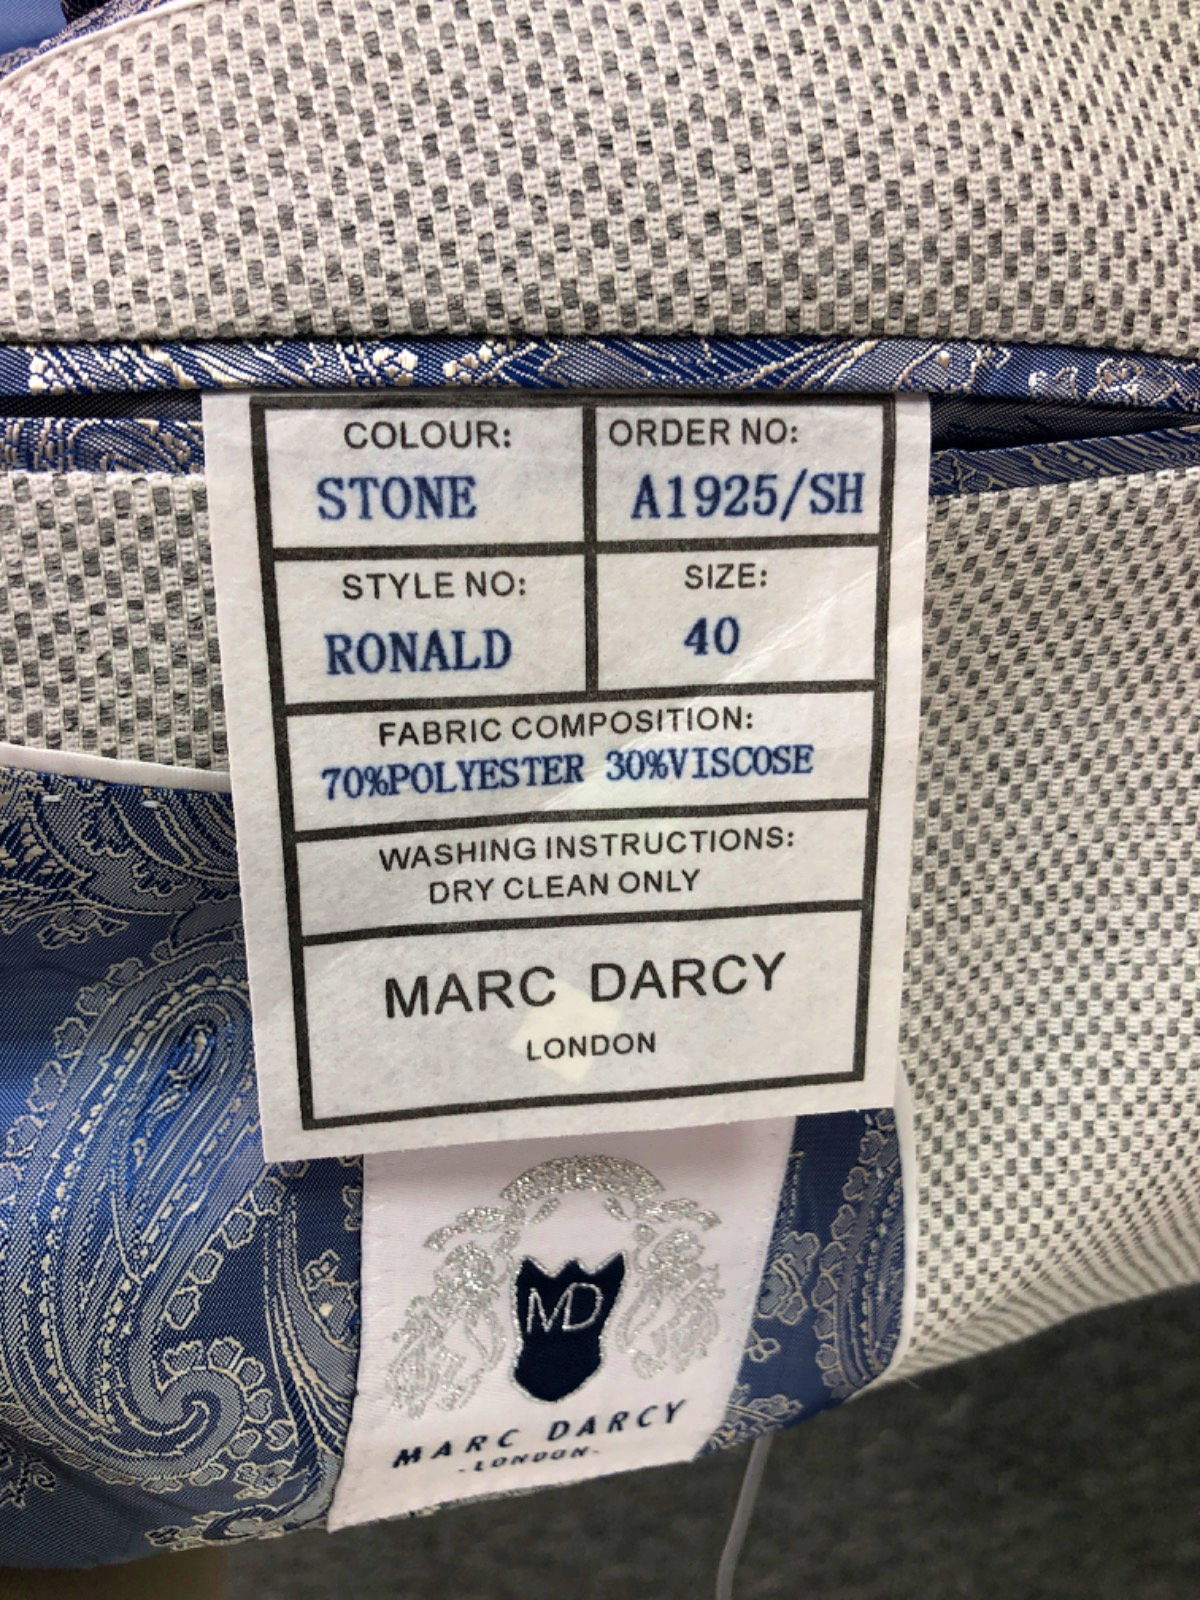 COLOUR:
STONE
ORDER NO:
A1925/SH
STYLE NO:
RONALD
SIZE:
40
FABRIC COMPOSITION:
70%POLYESTER 30%VISCOSE
WASHING INSTRUCTIONS:
DRY CLEAN ONLY
MARC DARCY
LONDON
MD
MARC DARCY
-LONDON-